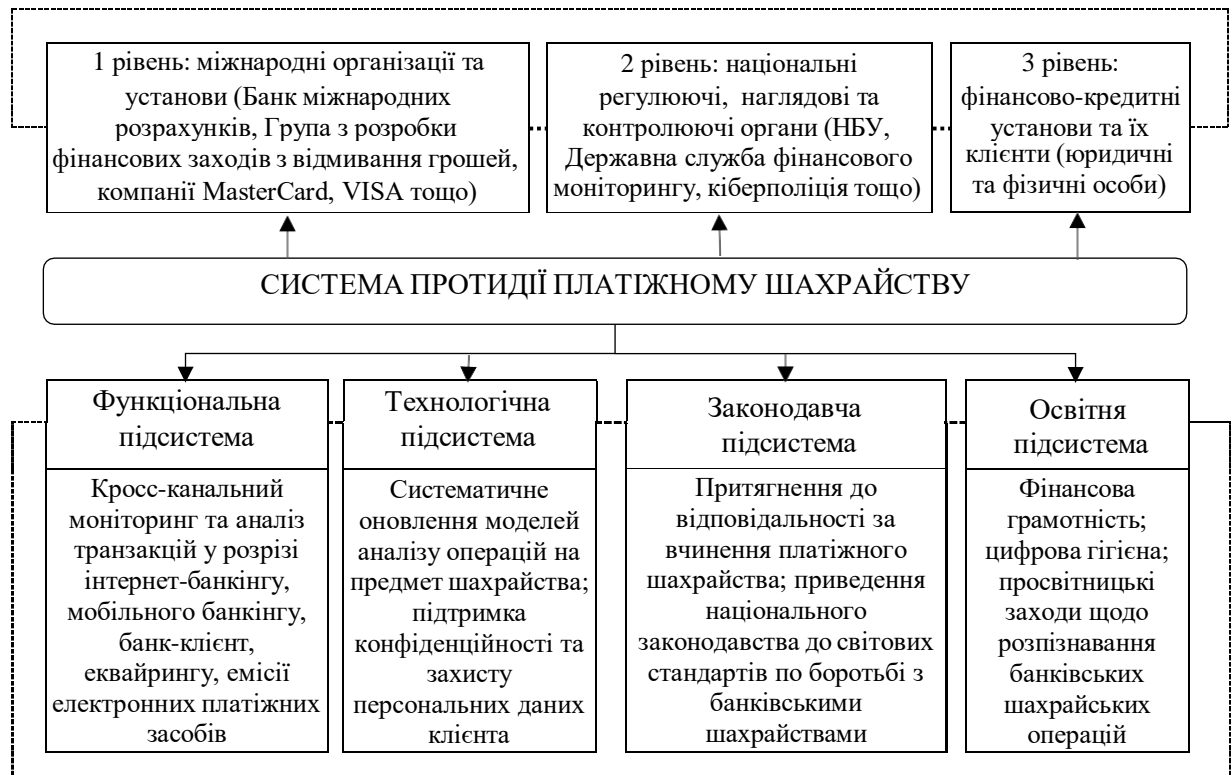 1 рівень: міжнародні організації та
установи (Банк міжнародних
розрахунків, Група з розробки
фінансових заходів з відмивання грошей,
компанії MasterCard, VISA тощо)
2 рівень: національні
регулюючі, наглядові та
контролюючі органи (НБУ,
Державна служба фінансового
моніторингу, кіберполіція тощо)
3 рівень:
фінансово-кредитні
установи та їх
клієнти (юридичні
та фізичні особи)
СИСТЕМА ПРОТИДІЇ ПЛАТІЖНОМУ ШАХРАЙСТВУ
Функціональна
підсистема
Кросс-канальний
моніторинг та аналіз
транзакцій у розрізі
інтернет-банкінгу,
мобільного банкінгу,
банк-клієнт,
еквайрингу, емісії
електронних платіжних
засобів
Технологічна
підсистема
Систематичне
оновлення моделей
аналізу операцій на
предмет шахрайства;
підтримка
конфіденційності та
захисту
персональних даних
клієнта
Законодавча
підсистема
Притягнення до
відповідальності за
вчинення платіжного
шахрайства; приведення
національного
законодавства до світових
стандартів по боротьбі з
банківськими
шахрайствами
Освітня
підсистема
Фінансова
грамотність;
цифрова гігієна;
просвітницькі
заходи щодо
розпізнавання
банківських
шахрайських
операцій